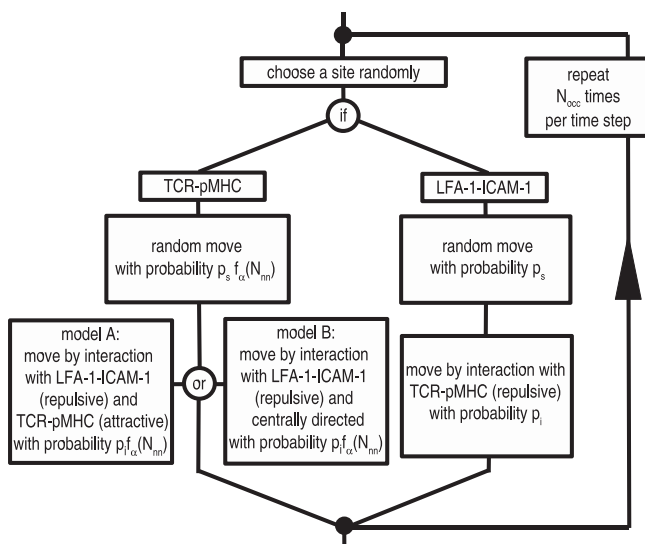 choose a site randomly
repeat
N_occ times
per time step
if
TCR-pMHC
LFA-1-ICAM-1
random move
with probability p_s f_α(N_nn)
random move
with probability p_s
model A:
move by interaction
with LFA-1-ICAM-1
(repulsive) and
TCR-pMHC (attractive)
with probability p_i f_α(N_nn)
or
model B:
move by interaction
with LFA-1-ICAM-1
(repulsive) and
centrally directed
with probability p_i f_α(N_nn)
move by interaction with
TCR-pMHC (repulsive)
with probability p_i